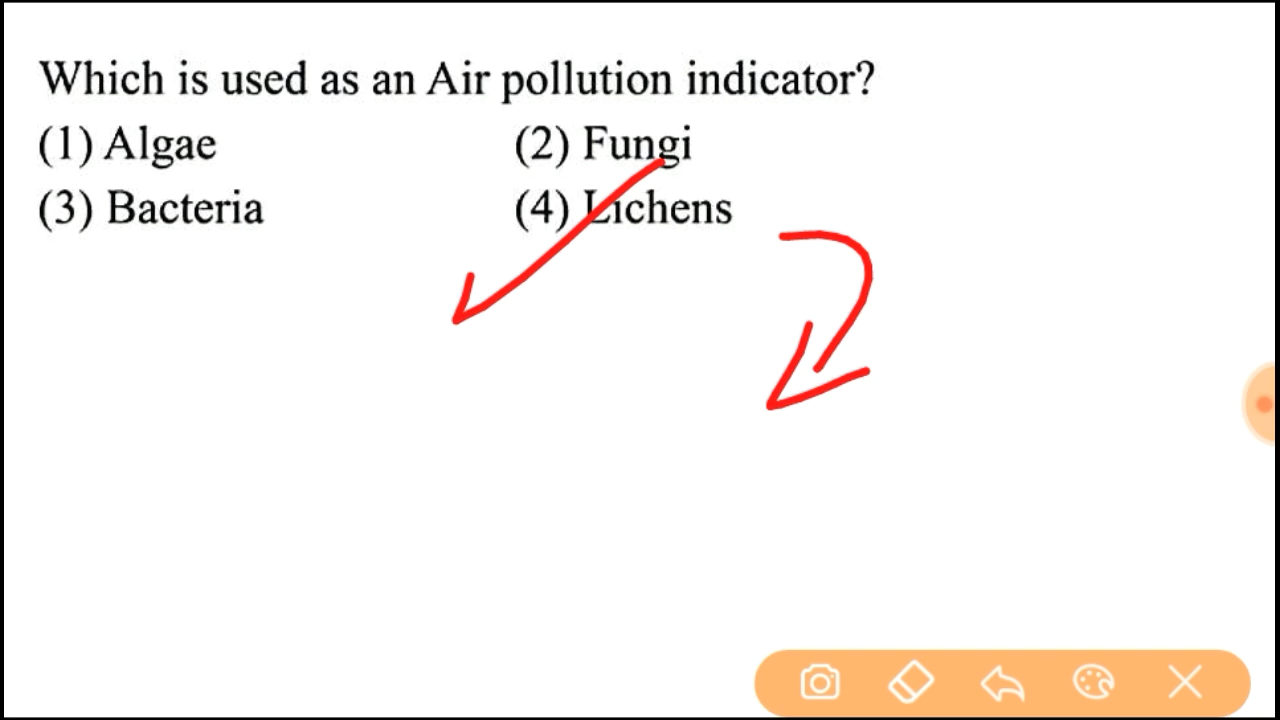 Which is used as an Air pollution indicator?
(1) Algae (2) Fungi
(3) Bacteria (4) Lichens